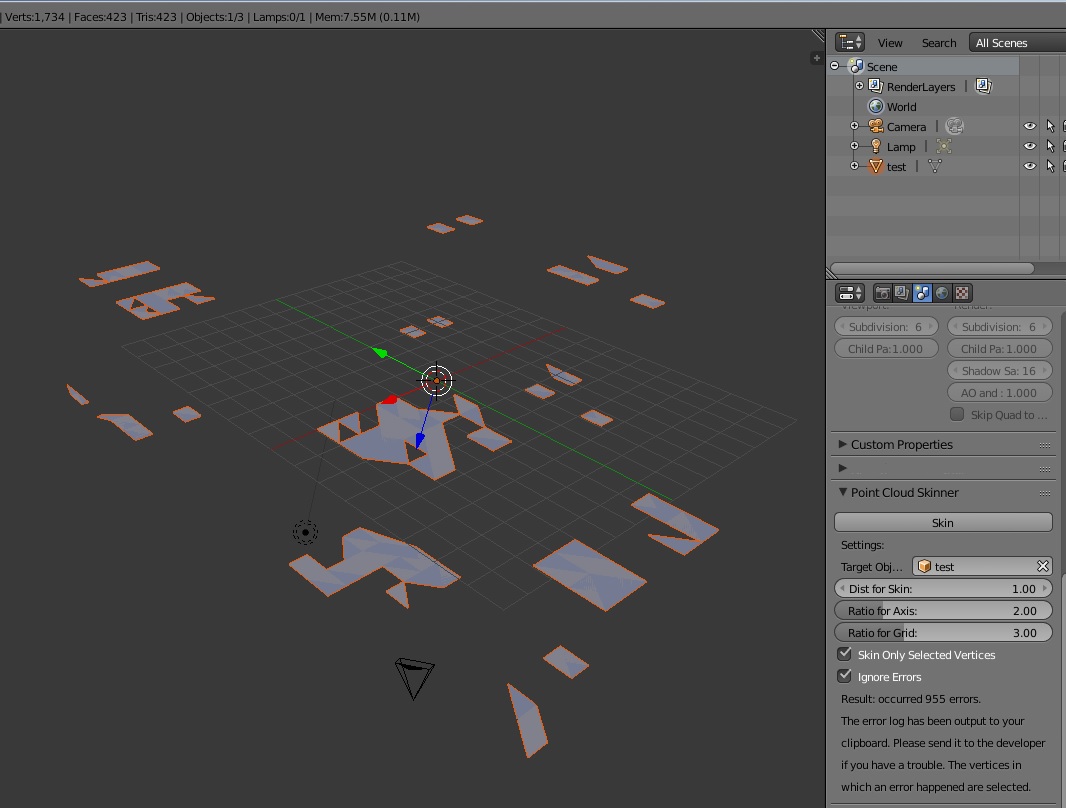 | Verts:1,734 | Faces:423 | Tris:423 | Objects:1/3 | Lamps:0/1 | Mem:7.55M (0.11M)
View Search All Scenes
Scene
RenderLayers |
World
Camera |
Lamp |
test |
Viewport: Render:
Subdivision: 6 Subdivision: 6
Child Pa:1.000 Child Pa: 1.000
Shadow Sa: 16
AO and : 1.000
Skip Quad to ...
Custom Properties
Point Cloud Skinner
Skin
Settings:
Target Obj... test
Dist for Skin: 1.00
Ratio for Axis: 2.00
Ratio for Grid: 3.00
Skin Only Selected Vertices
Ignore Errors
Result: occurred 955 errors.
The error log has been output to your
clipboard. Please send it to the developer
if you have a trouble. The vertices in
which an error happened are selected.